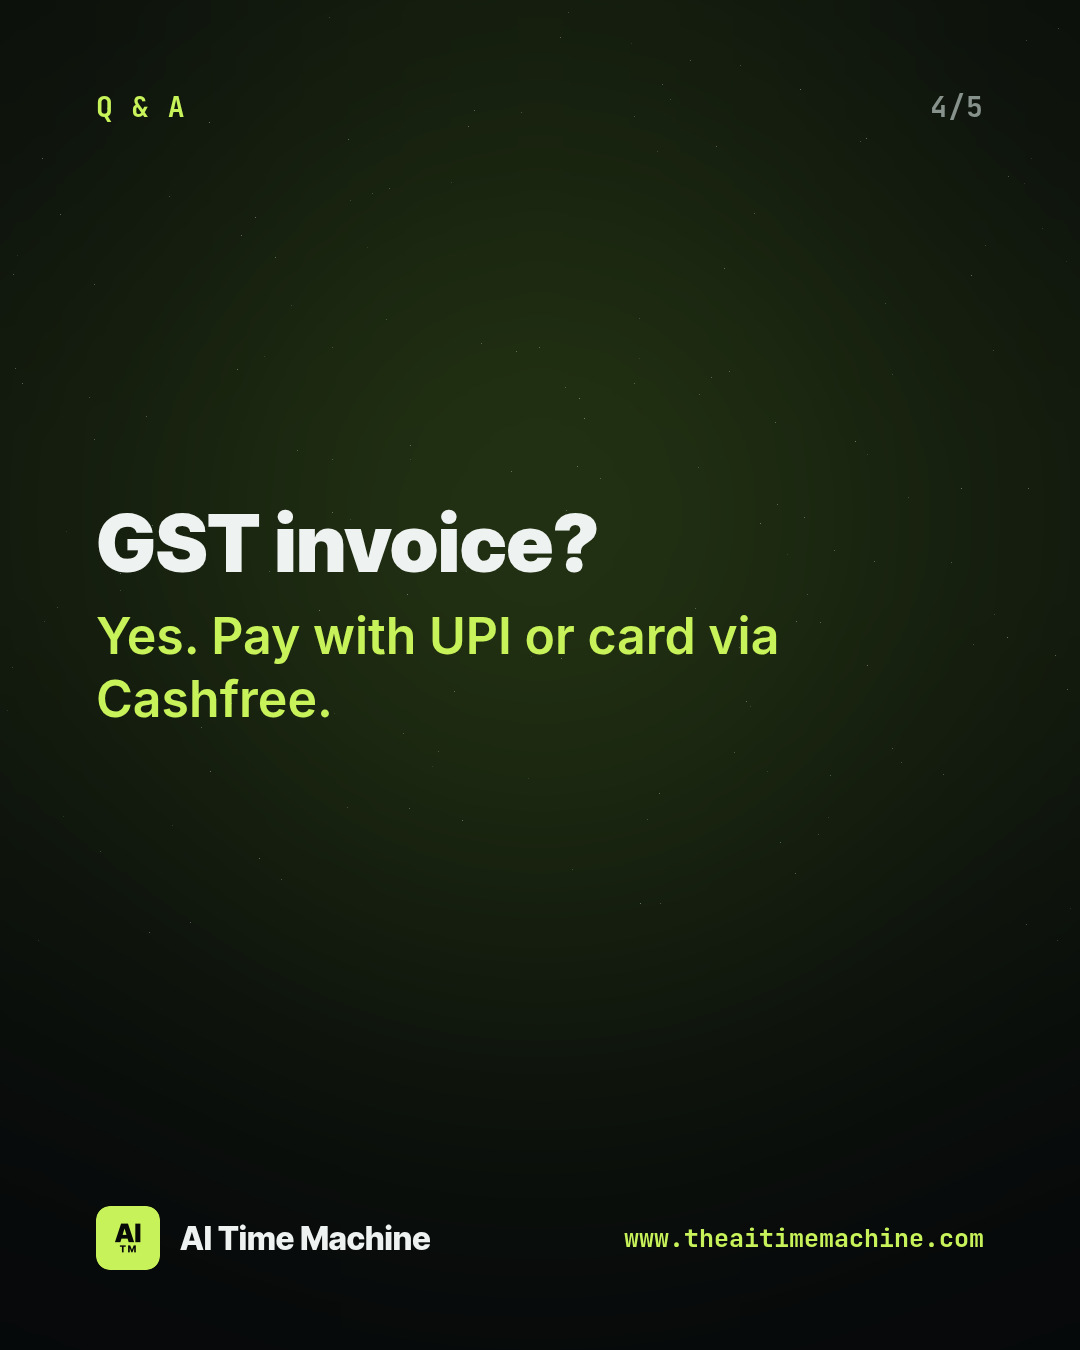 Q & A
4/5
GST invoice?
Yes. Pay with UPI or card via
Cashfree.
AI
TM
AI Time Machine
www.theaitimemachine.com